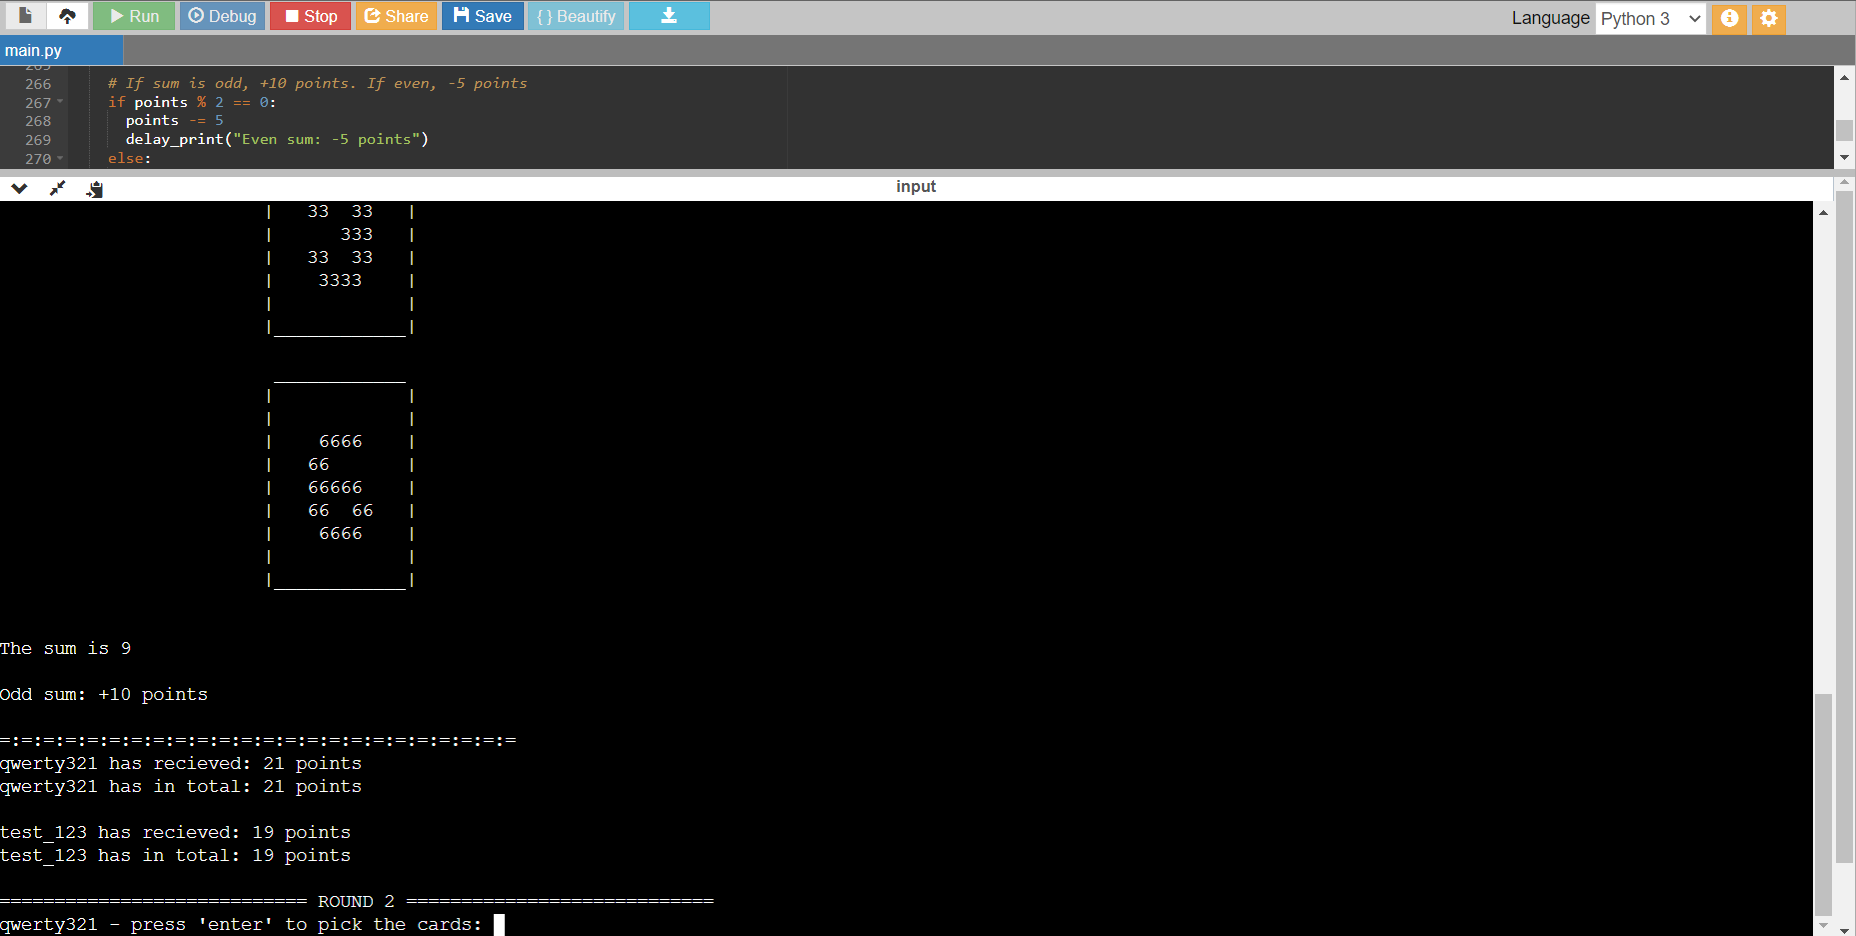 Run Debug Stop Share Save { } Beautify Language Python 3
main.py
265
266 # If sum is odd, +10 points. If even, -5 points
267 if points % 2 == 0:
268 points -= 5
269 delay_print("Even sum: -5 points")
270 else:
input
| 33  33 |
| 333 |
| 33  33 |
| 3333 |
| |
|____________|
____________
| |
| |
| 6666 |
| 66 |
| 66666 |
| 66  66 |
| 6666 |
| |
|____________|
The sum is 9
Odd sum: +10 points
=:=:=:=:=:=:=:=:=:=:=:=:=:=:=:=:=:=:=:=:=:=:=:=
qwerty321 has recieved: 21 points
qwerty321 has in total: 21 points
test_123 has recieved: 19 points
test_123 has in total: 19 points
============================ ROUND 2 ============================
qwerty321 - press 'enter' to pick the cards: